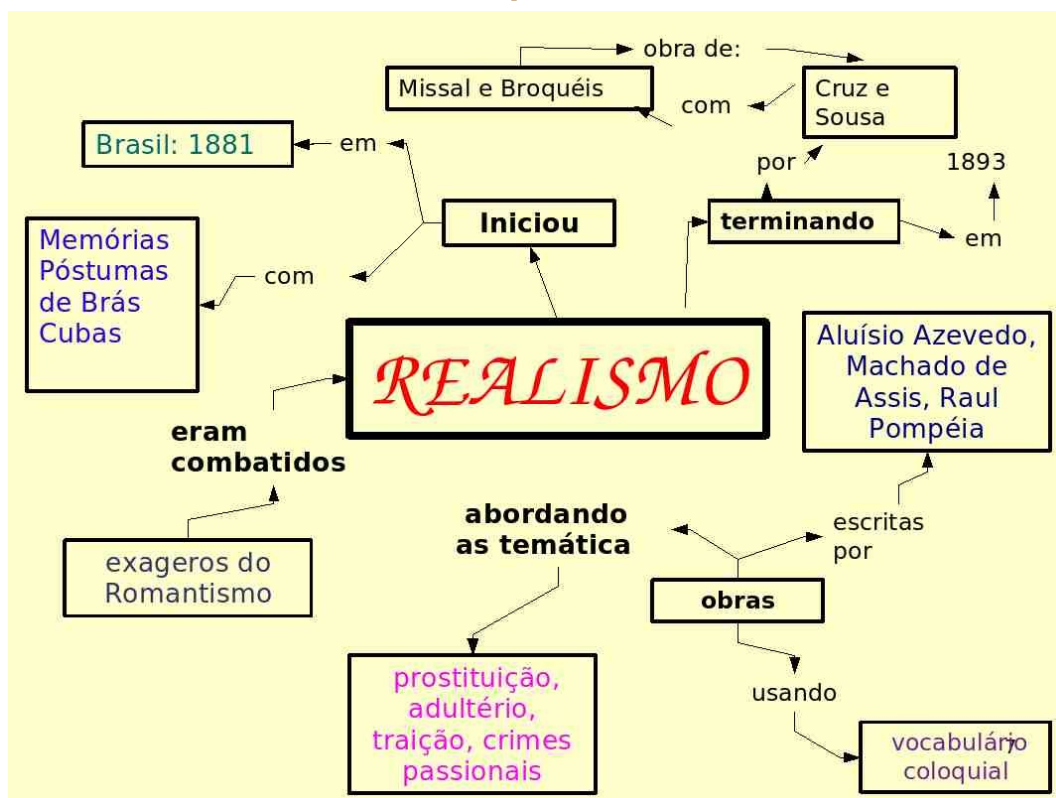 obra de:
Missal e Broquéis
com
Cruz e
Sousa
Brasil: 1881
em
por
1893
Iniciou
terminando
em
Memórias
Póstumas
de Brás
Cubas
com
REALISMO
Aluísio Azevedo,
Machado de
Assis, Raul
Pompéia
eram
combatidos
abordando
as temática
escritas
por
exageros do
Romantismo
obras
prostituição,
adultério,
traição, crimes
passionais
usando
vocabulário
coloquial
7